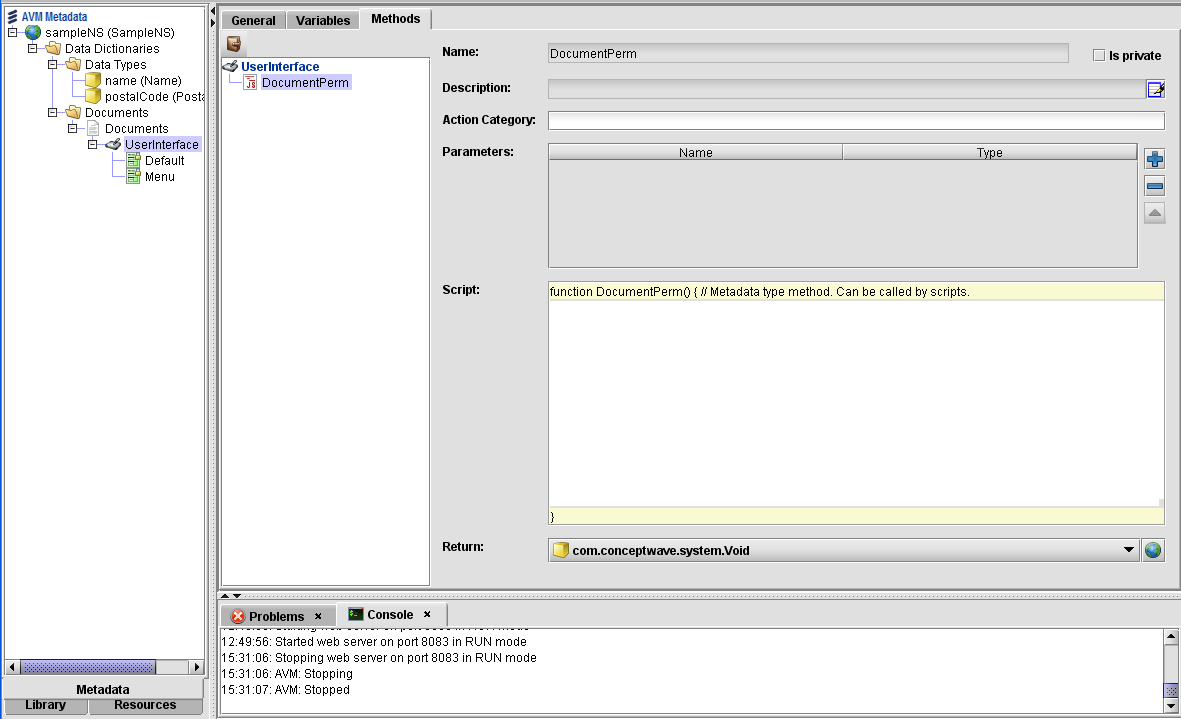 AVM Metadata
sampleNS (SampleNS)
Data Dictionaries
Data Types
name (Name)
postalCode (Posta
Documents
Documents
UserInterface
Default
Menu
Metadata
Library Resources
General Variables Methods
UserInterface
DocumentPerm
Name: DocumentPerm Is private
Description:
Action Category:
Parameters: Name Type
Script: function DocumentPerm() { // Metadata type method. Can be called by scripts.
}
Return: com.conceptwave.system.Void
Problems × Console ×
12:49:56: Started web server on port 8083 in RUN mode
15:31:06: Stopping web server on port 8083 in RUN mode
15:31:06: AVM: Stopping
15:31:07: AVM: Stopped